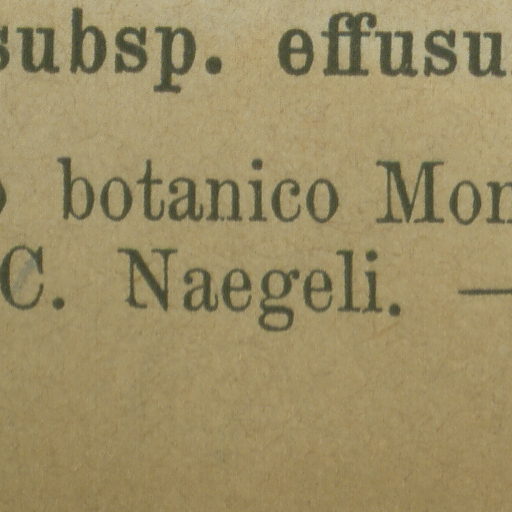 subsp. effusu
botanico Mon
C. Naegeli. —